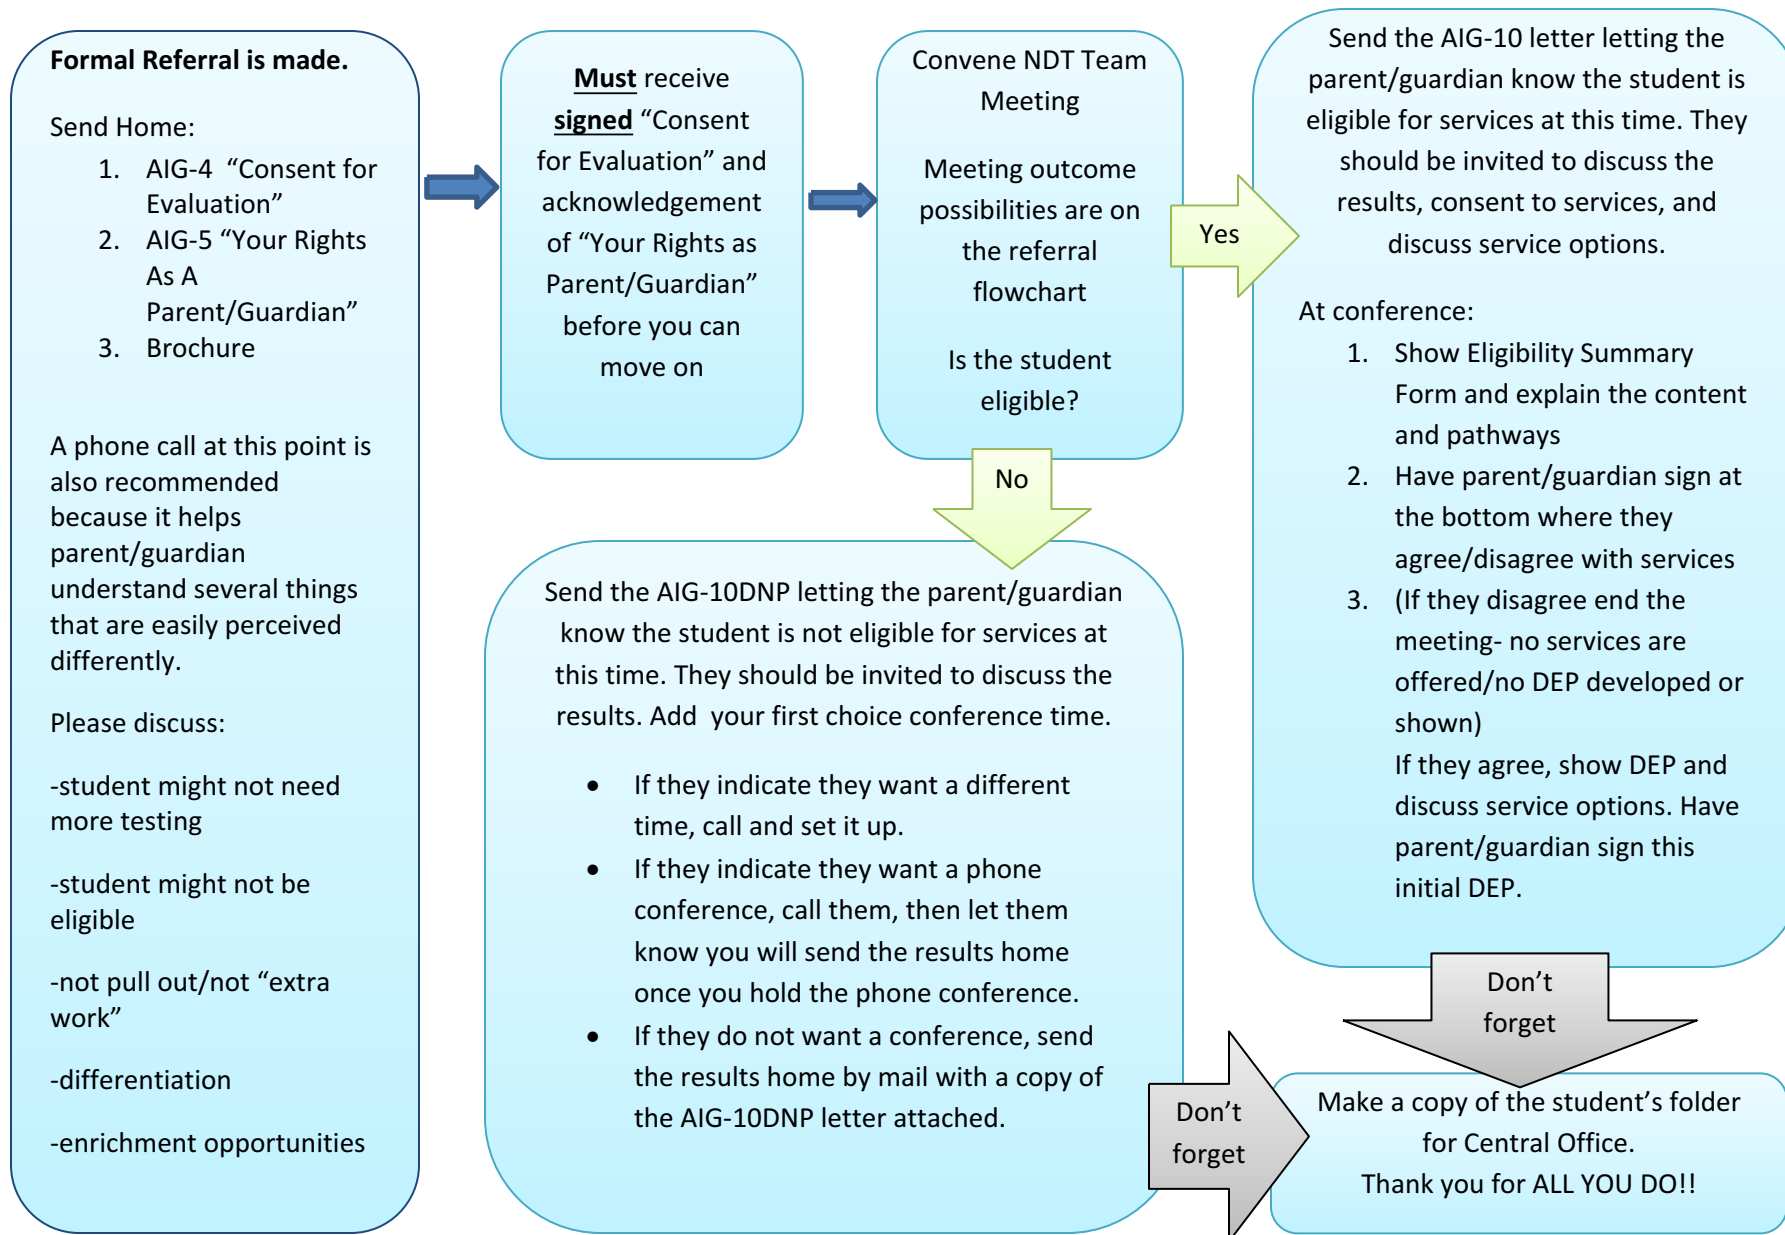 Formal Referral is made.
Send Home:
1. AIG-4 “Consent for
Evaluation”
2. AIG-5 “Your Rights
As A
Parent/Guardian”
3. Brochure
A phone call at this point is
also recommended
because it helps
parent/guardian
understand several things
that are easily perceived
differently.
Please discuss:
-student might not need
more testing
-student might not be
eligible
-not pull out/not “extra
work”
-differentiation
-enrichment opportunities
Must receive
signed “Consent
for Evaluation” and
acknowledgement
of “Your Rights as
Parent/Guardian”
before you can
move on
Convene NDT Team
Meeting
Meeting outcome
possibilities are on
the referral
flowchart
Is the student
eligible?
Yes
No
Send the AIG-10 letter letting the
parent/guardian know the student is
eligible for services at this time. They
should be invited to discuss the
results, consent to services, and
discuss service options.
At conference:
1. Show Eligibility Summary
Form and explain the content
and pathways
2. Have parent/guardian sign at
the bottom where they
agree/disagree with services
3. (If they disagree end the
meeting- no services are
offered/no DEP developed or
shown)
If they agree, show DEP and
discuss service options. Have
parent/guardian sign this
initial DEP.
Send the AIG-10DNP letting the parent/guardian
know the student is not eligible for services at
this time. They should be invited to discuss the
results. Add  your first choice conference time.
• If they indicate they want a different
time, call and set it up.
• If they indicate they want a phone
conference, call them, then let them
know you will send the results home
once you hold the phone conference.
• If they do not want a conference, send
the results home by mail with a copy of
the AIG-10DNP letter attached.
Don’t
forget
Don’t
forget
Make a copy of the student’s folder
for Central Office.
Thank you for ALL YOU DO!!